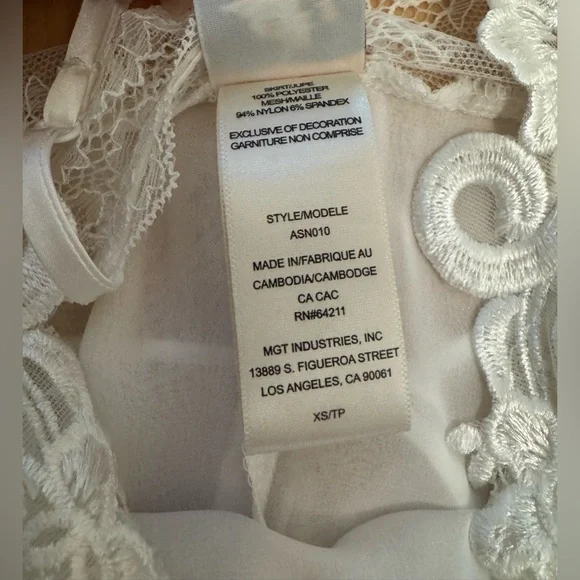 SKIRT/JUPE
100% POLYESTER
MESH/MAILLE
94% NYLON 6% SPANDEX
EXCLUSIVE OF DECORATION
GARNITURE NON COMPRISE
STYLE/MODELE
ASN010
MADE IN/FABRIQUE AU
CAMBODIA/CAMBODGE
CA CAC
RN#64211
MGT INDUSTRIES, INC
13889 S. FIGUEROA STREET
LOS ANGELES, CA 90061
XS/TP